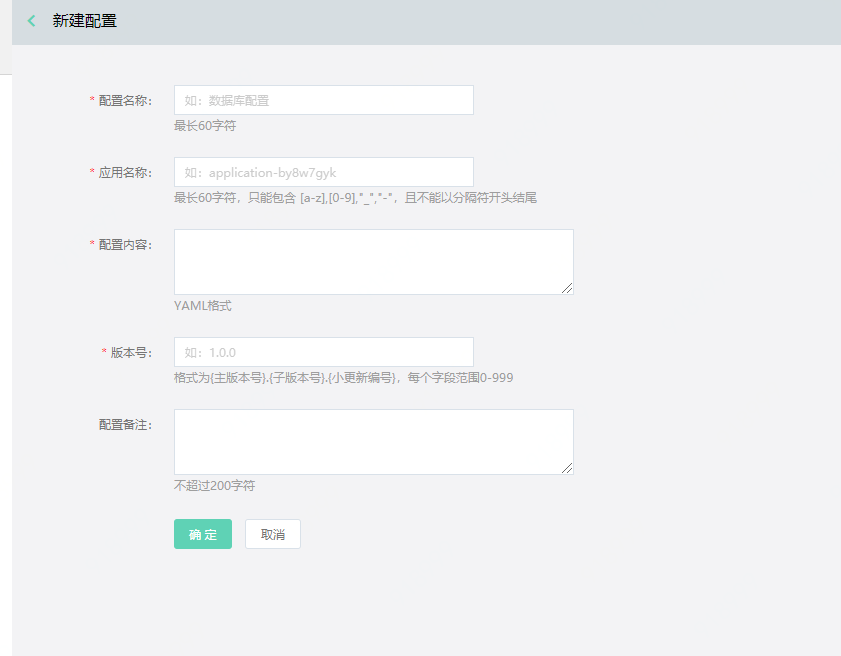 新建配置
* 配置名称：
如：数据库配置
最长60字符
* 应用名称：
如：application-by8w7gyk
最长60字符，只能包含 [a-z],[0-9],"_","-"，且不能以分隔符开头结尾
* 配置内容：
YAML格式
* 版本号：
如：1.0.0
格式为{主版本号}.{子版本号}.{小更新编号}，每个字段范围0-999
配置备注：
不超过200字符
确 定
取消